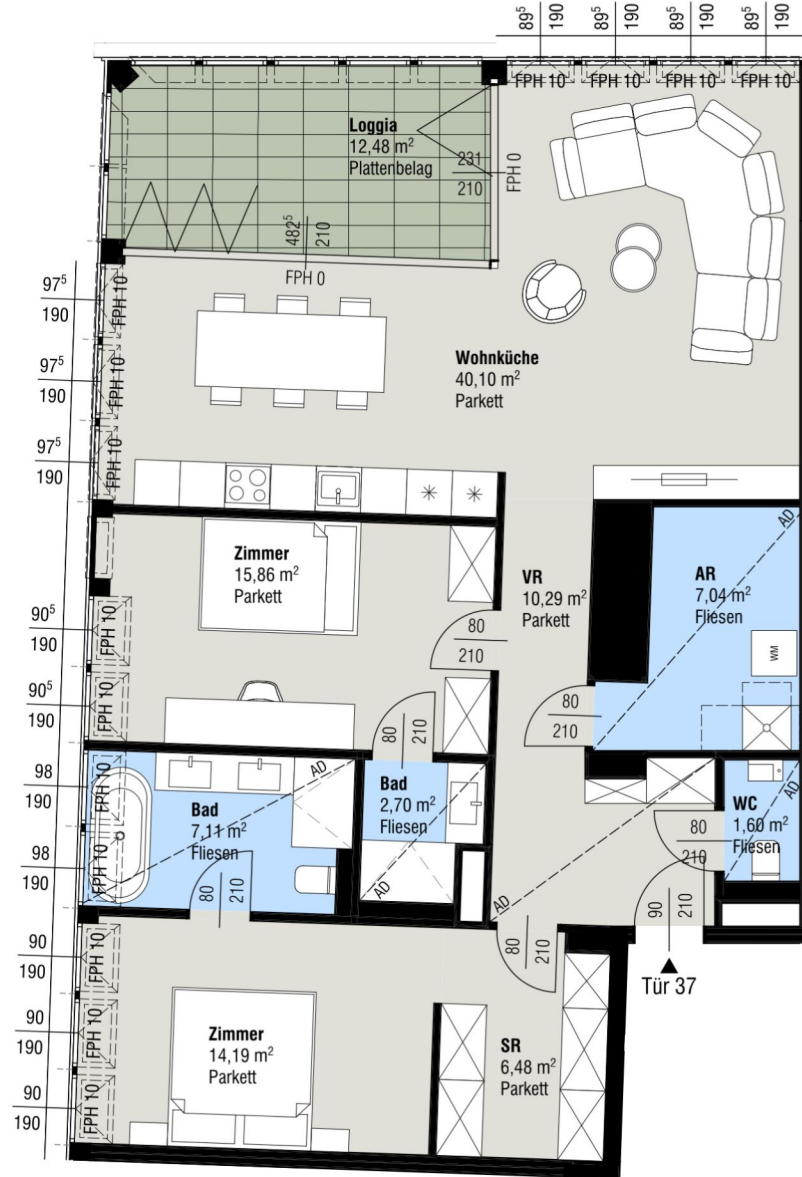 89⁵ 89⁵ 89⁵ 89⁵
190 190 190 190
FPH 10 FPH 10 FPH 10 FPH 10
Loggia
12,48 m²
Plattenbelag
231
210
FPH 0
482⁵
210
FPH 0
97⁵
190
FPH 10
97⁵
190
FPH 10
97⁵
190
FPH 10
Wohnküche
40,10 m²
Parkett
Zimmer
15,86 m²
Parkett
90⁵
190
FPH 10
90⁵
190
FPH 10
80
210
VR
10,29 m²
Parkett
AD
AR
7,04 m²
Fliesen
WM
80
210
80
210
98
190
FPH 10
98
190
FPH 10
Bad
7,11 m²
Fliesen
AD
80
210
Bad
2,70 m²
Fliesen
AD
WC
1,60 m²
Fliesen
AD
80
210
90
210
AD
80
210
Tür 37
90
190
FPH 10
90
190
FPH 10
90
190
FPH 10
Zimmer
14,19 m²
Parkett
SR
6,48 m²
Parkett